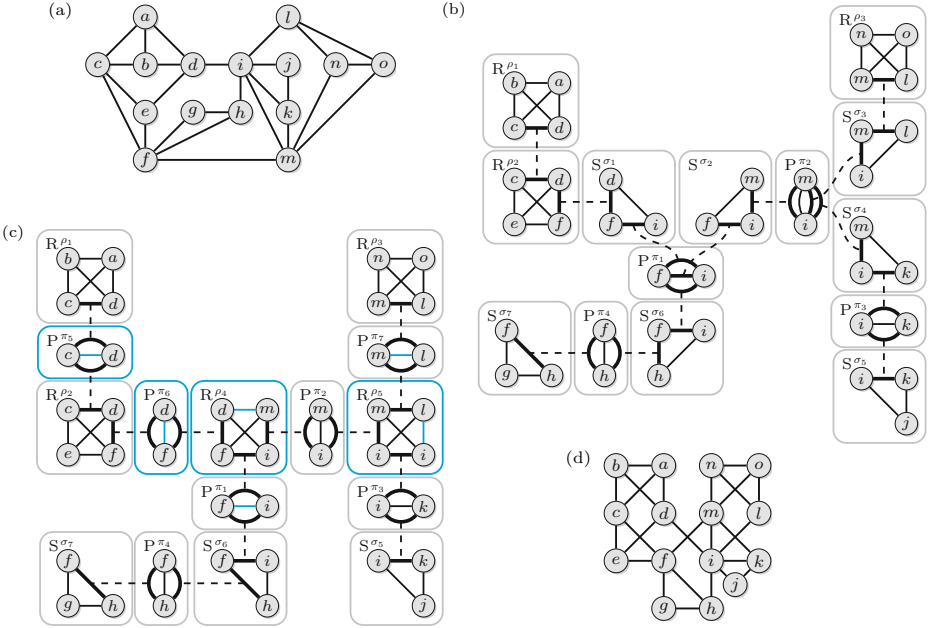 (a)
a
l
c b d i j n o
e g h k
f m
(b)
R^ρ1
b a
c d
R^ρ2
c d
e f
S^σ1
d
f i
S^σ2
m
f i
P^π2
m
i
R^ρ3
n o
m l
S^σ3
m l
i
S^σ4
m
i k
P^π1
f i
P^π3
i k
S^σ7
f
g h
P^π4
f
h
S^σ6
f i
h
S^σ5
i k
j
(c)
R^ρ1
b a
c d
P^π5
c d
R^ρ2
c d
e f
P^π6
d
f
R^ρ4
d m
f i
P^π2
m
i
R^ρ3
n o
m l
P^π7
m l
R^ρ5
m l
i i
P^π1
f i
P^π3
i k
S^σ7
f
g h
P^π4
f
h
S^σ6
f i
h
S^σ5
i k
j
(d)
b a n o
c d m l
e f i k
j
g h